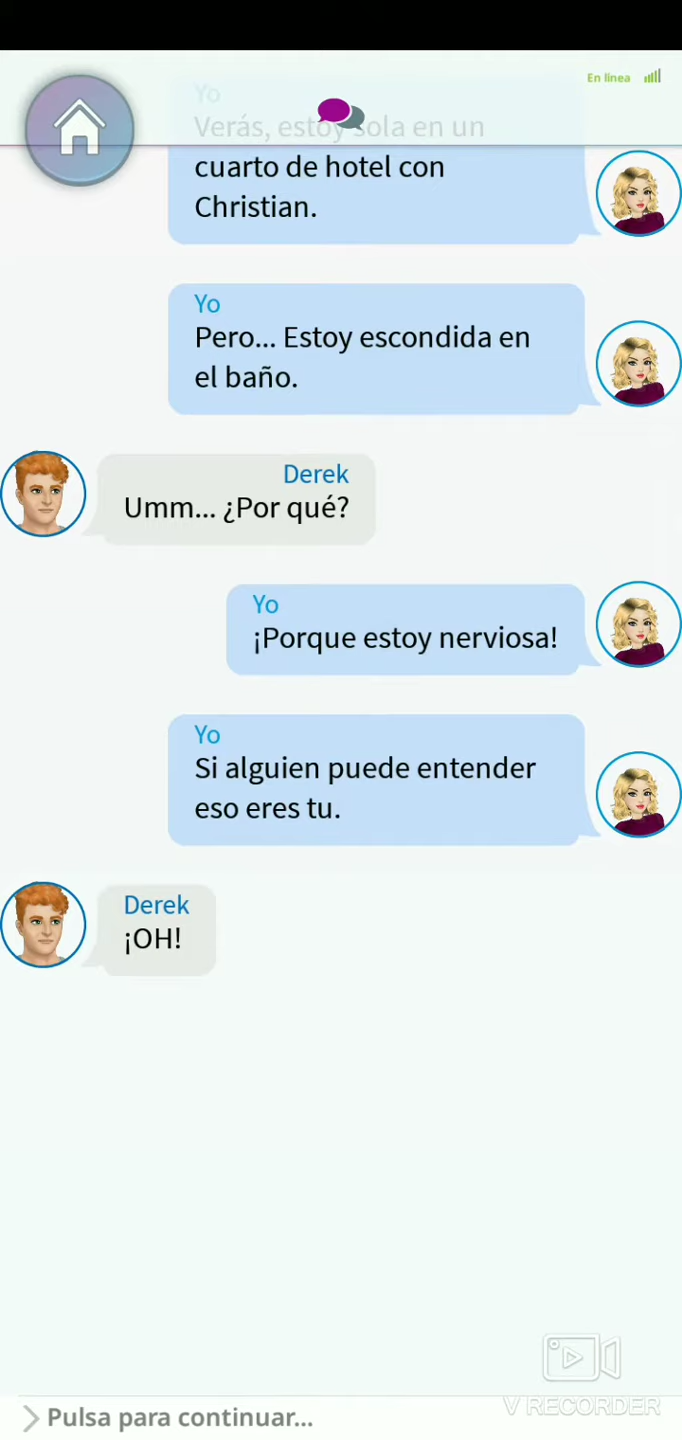 En línea
Yo
Verás, estoy sola en un
cuarto de hotel con
Christian.
Yo
Pero... Estoy escondida en
el baño.
Derek
Umm... ¿Por qué?
Yo
¡Porque estoy nerviosa!
Yo
Si alguien puede entender
eso eres tu.
Derek
¡OH!
V RECORDER
Pulsa para continuar...